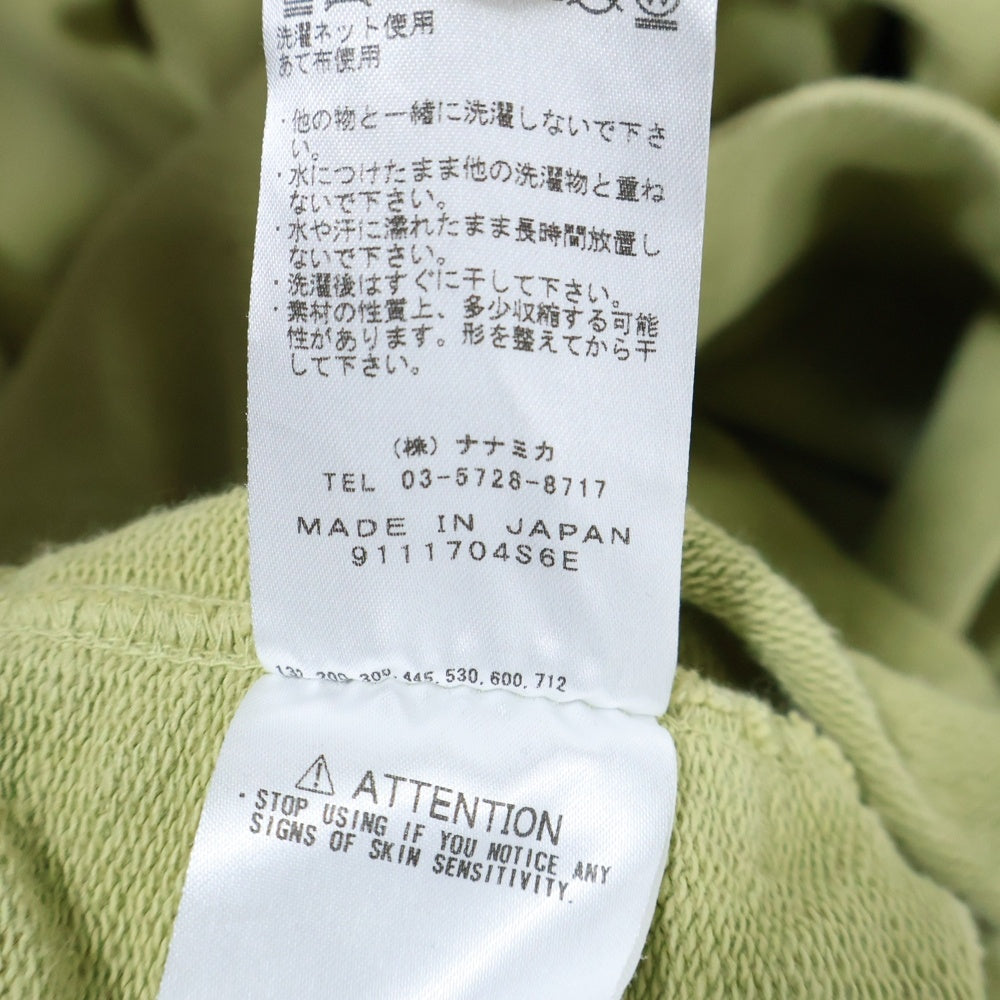 洗濯ネット使用
あて布使用
・他の物と一緒に洗濯しないで下さ
い。
・水につけたまま他の洗濯物と重ね
ないで下さい。
・水や汗に濡れたまま長時間放置し
ないで下さい。
・洗濯後はすぐに干して下さい。
・素材の性質上、多少収縮する可能
性があります。形を整えてから干
して下さい。
(株)ナナミカ
TEL 03-5728-8717
MADE IN JAPAN
9111704S6E
445,530,600,712
ATTENTION
・STOP USING IF YOU NOTICE ANY
SIGNS OF SKIN SENSITIVITY.